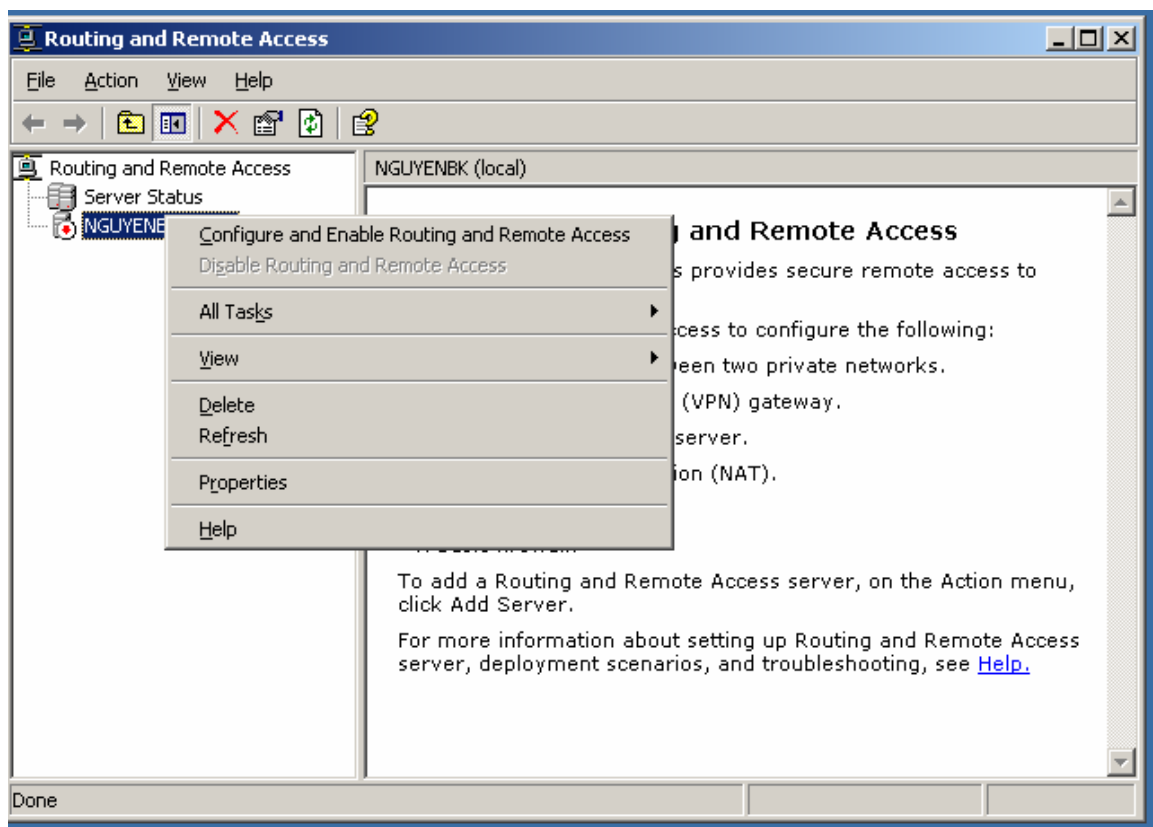 Routing and Remote Access
File Action View Help
Routing and Remote Access
Server Status
NGUYENB
NGUYENBK (local)
Configure and Enable Routing and Remote Access
Disable Routing and Remote Access
All Tasks
View
Delete
Refresh
Properties
Help
and Remote Access
s provides secure remote access to
cess to configure the following:
een two private networks.
(VPN) gateway.
server.
ion (NAT).
To add a Routing and Remote Access server, on the Action menu,
click Add Server.
For more information about setting up Routing and Remote Access
server, deployment scenarios, and troubleshooting, see Help.
Done